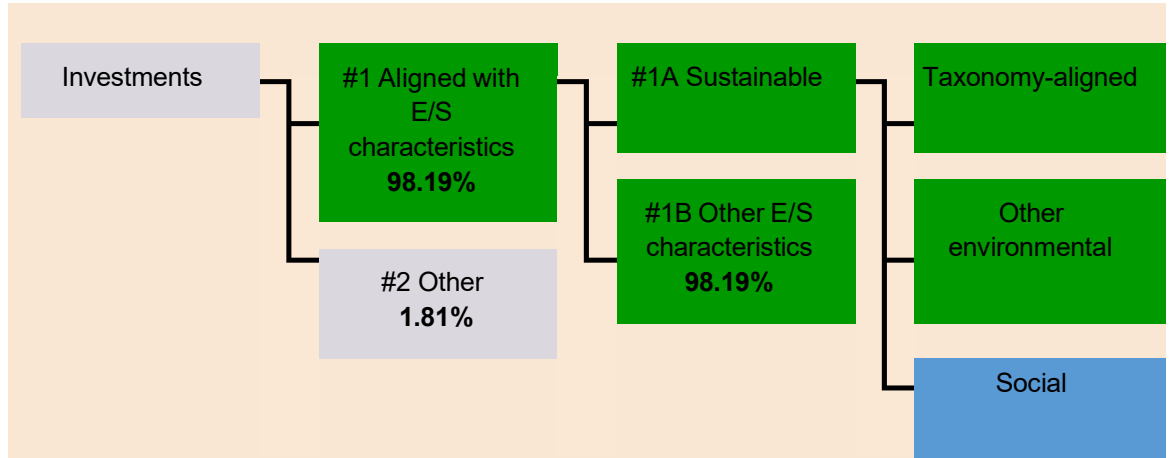 Investments
#1 Aligned with
E/S
characteristics
98.19%
#2 Other
1.81%
#1A Sustainable
#1B Other E/S
characteristics
98.19%
Taxonomy-aligned
Other
environmental
Social